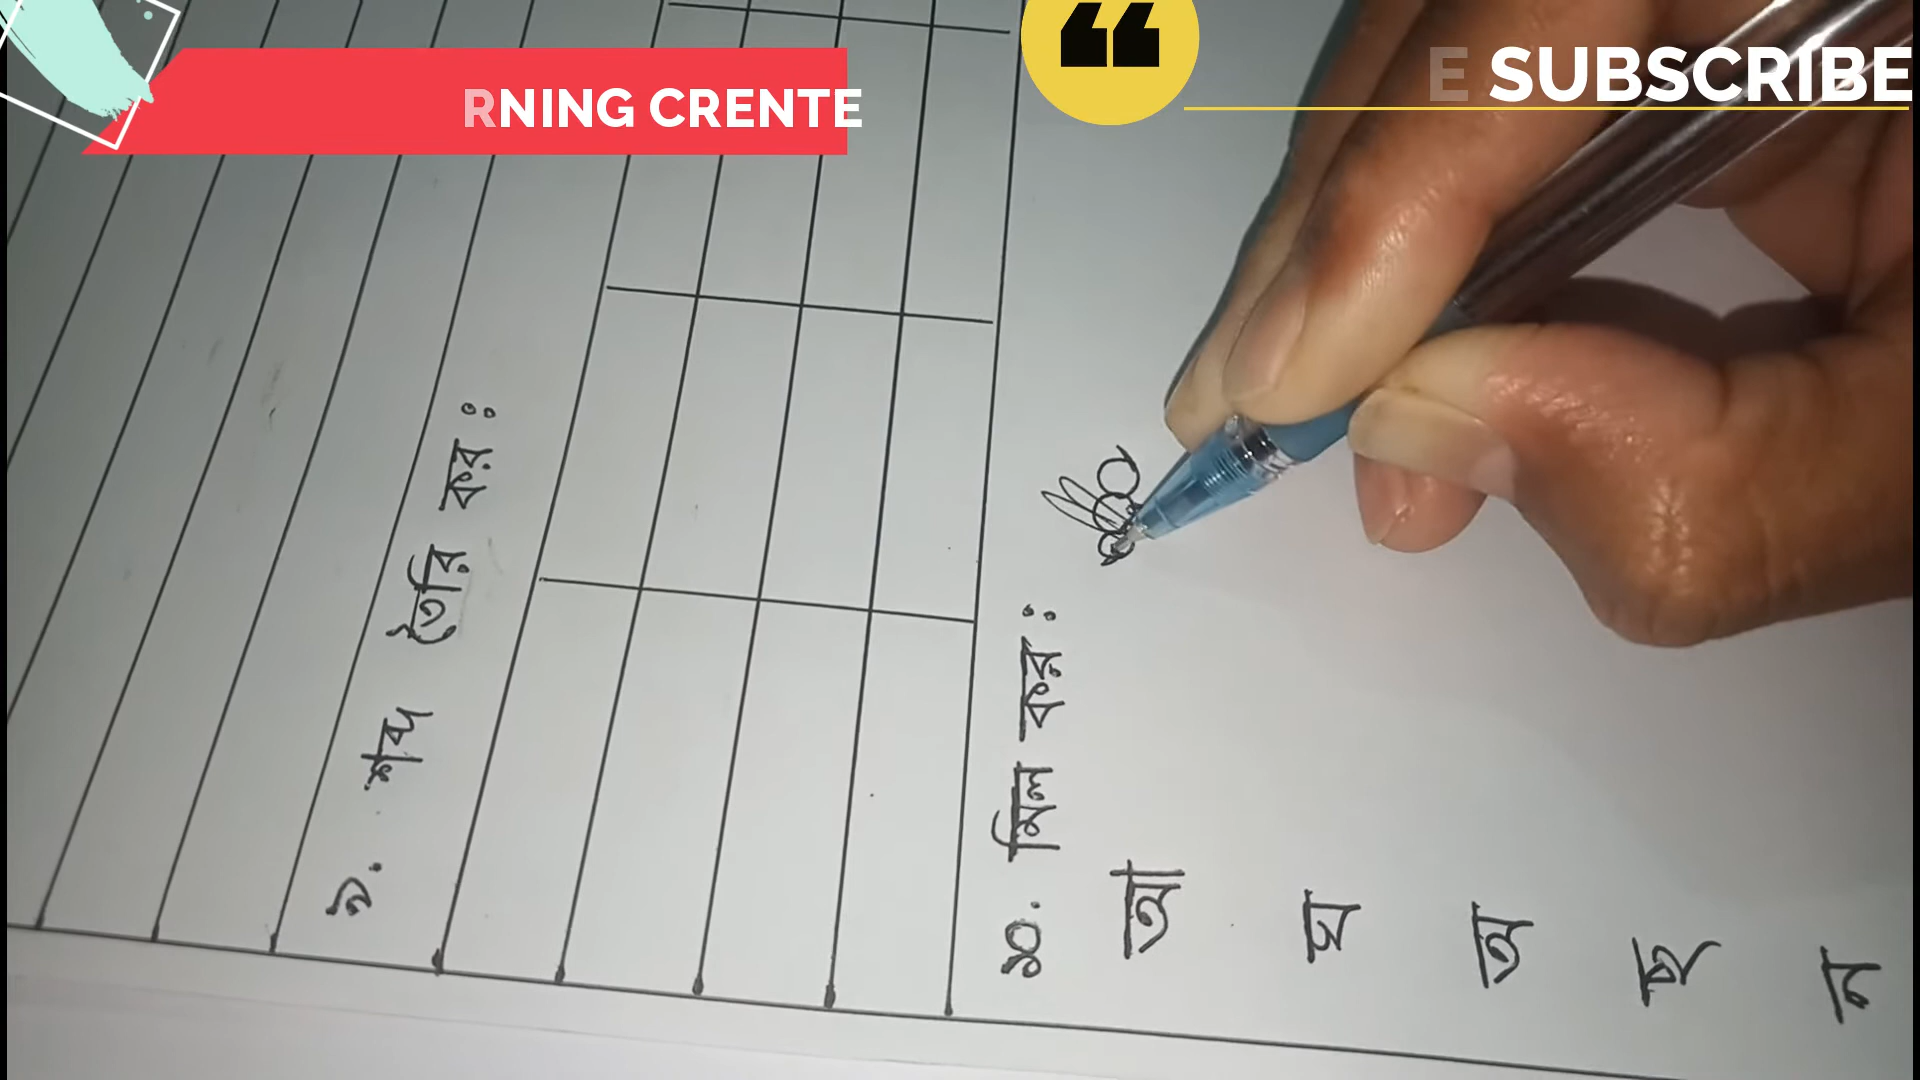 RNING CRENTE
E SUBSCRIBE
৯. শব্দ তৈরি কর :
১০. মিল কর :
আ
ঘ
অ
ছ
ন